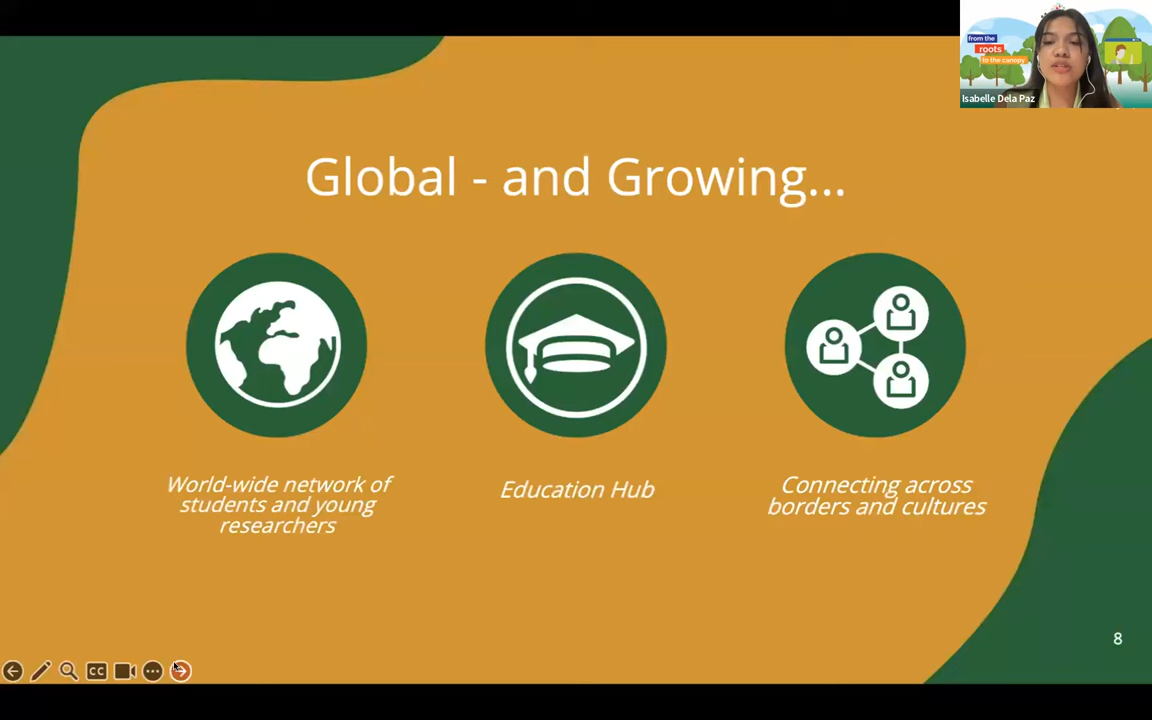 from the
roots
to the canopy
Isabelle Dela Paz
Global - and Growing...
World-wide network of
students and young
researchers
Education Hub
Connecting across
borders and cultures
8
CC